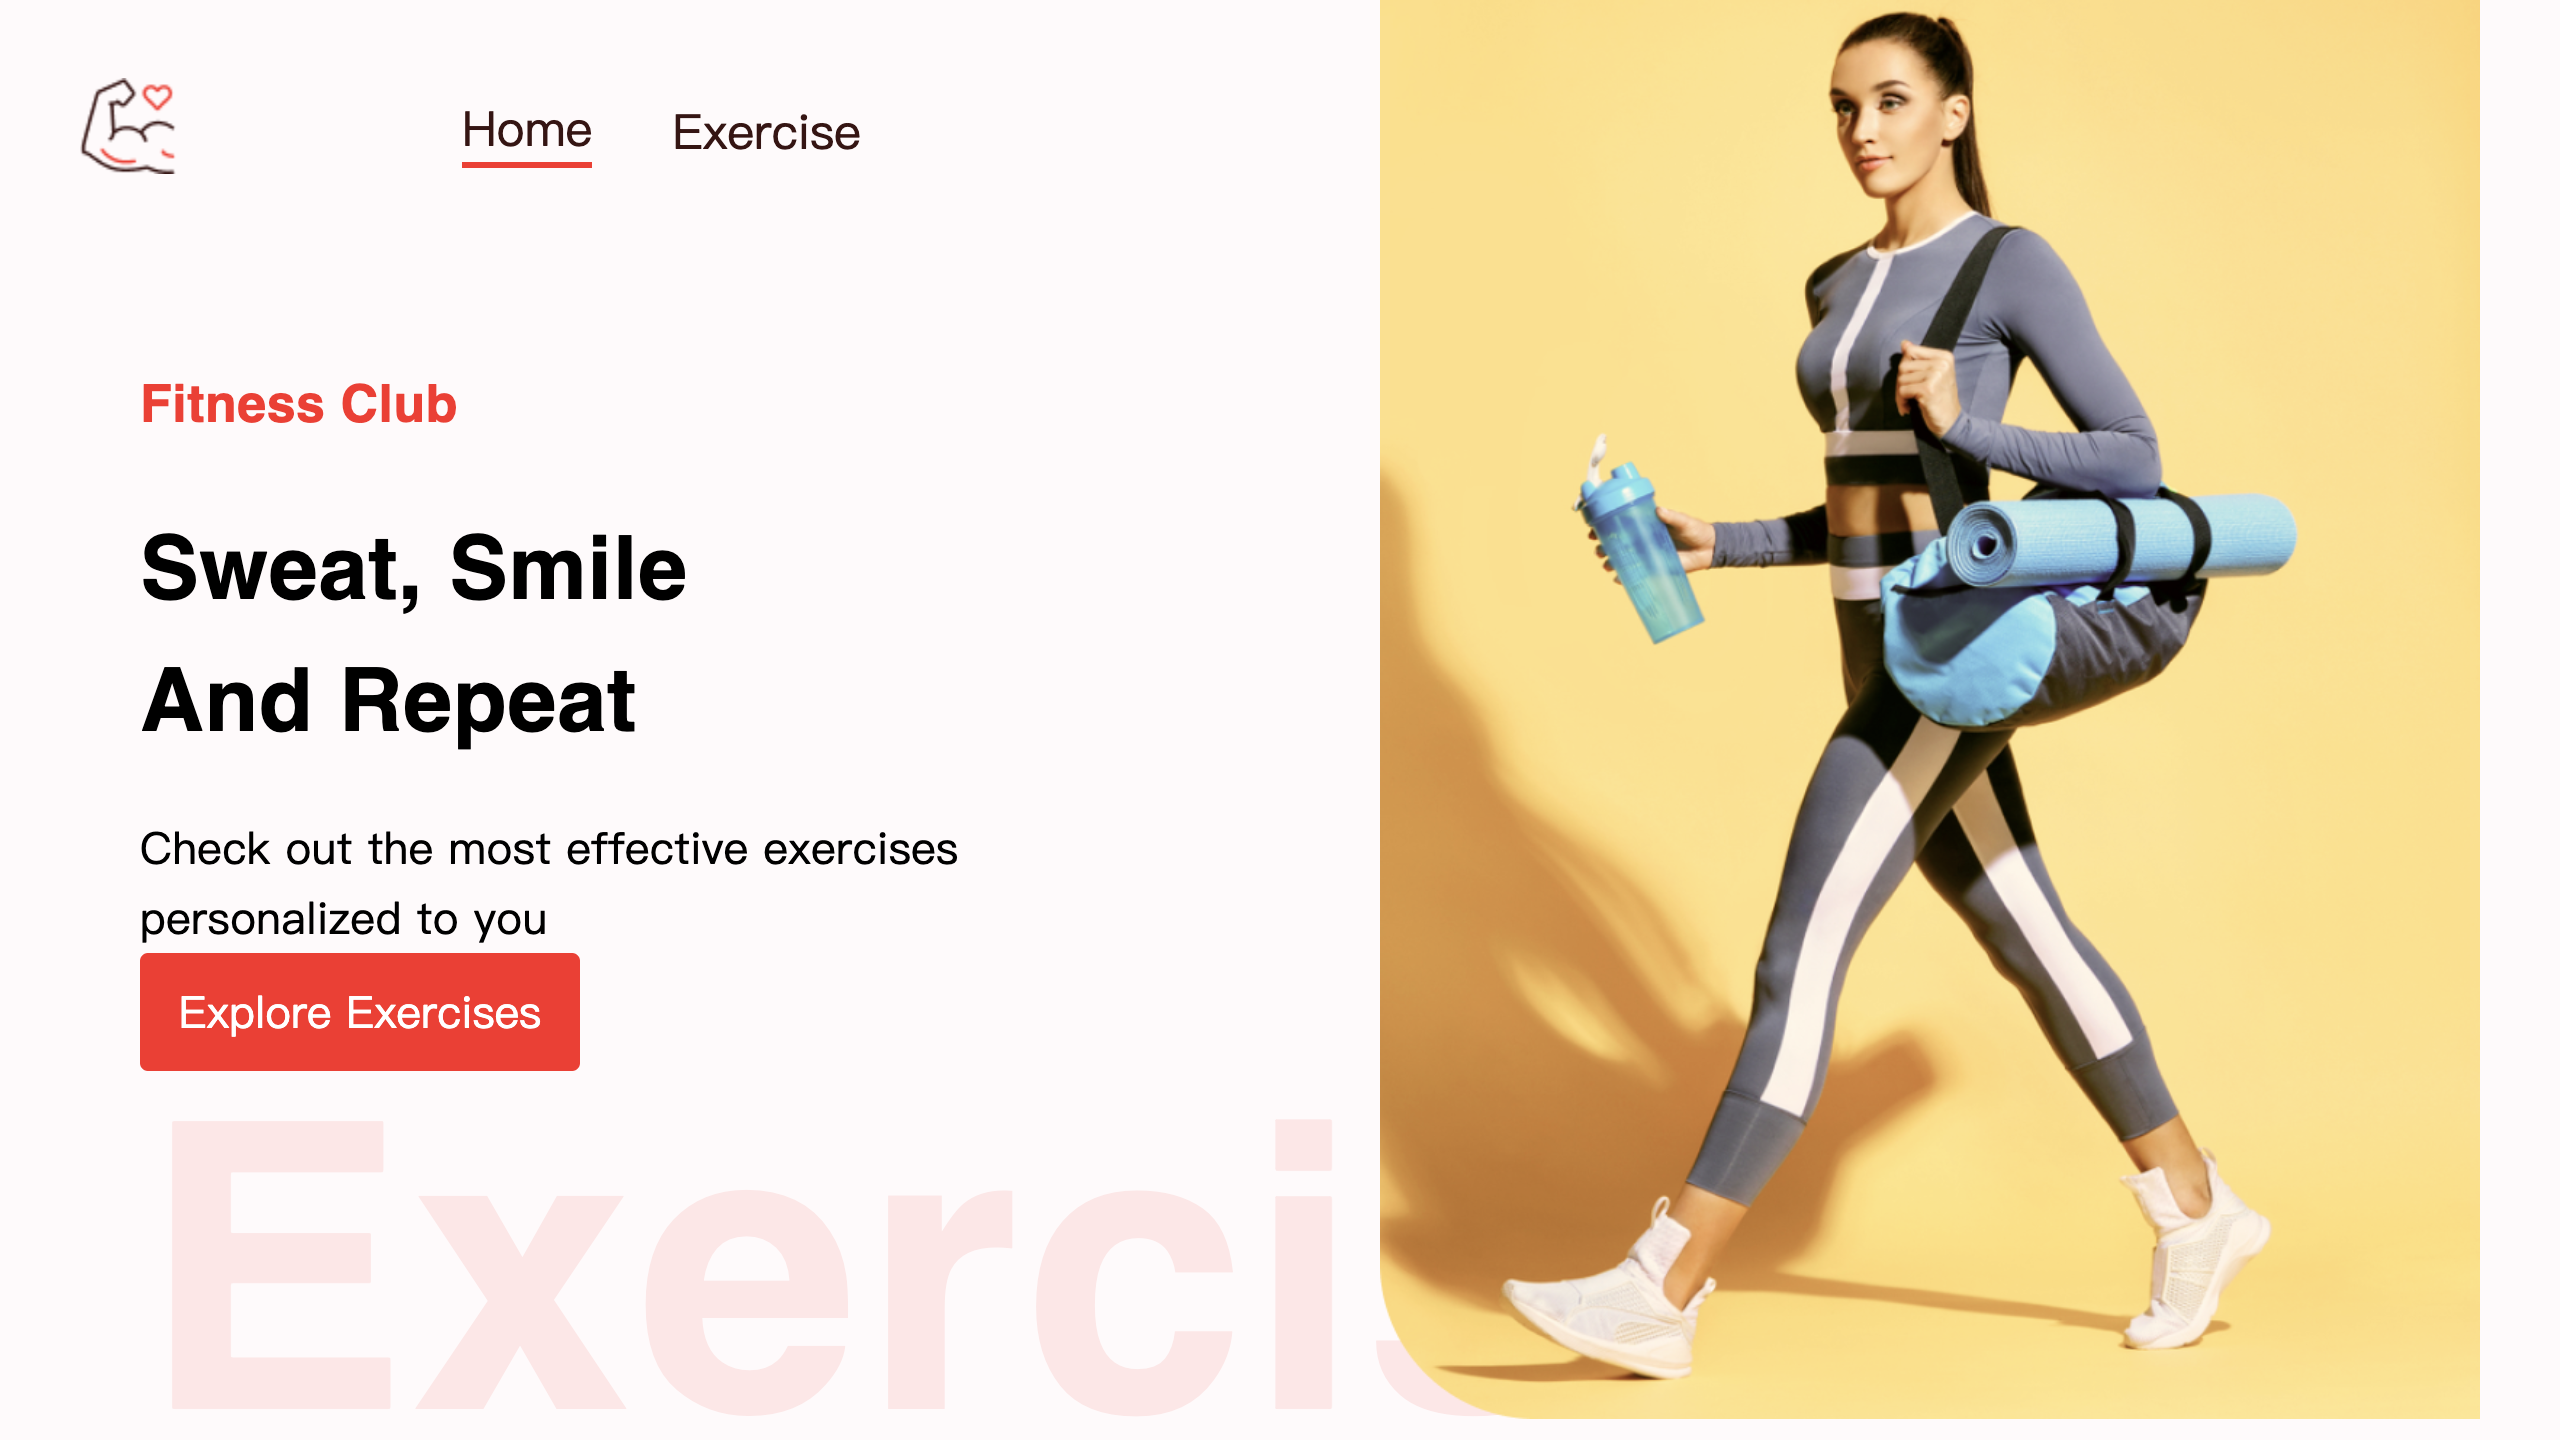 Home Exercise
Fitness Club
Sweat, Smile
And Repeat
Check out the most effective exercises
personalized to you
Explore Exercises
Exercis